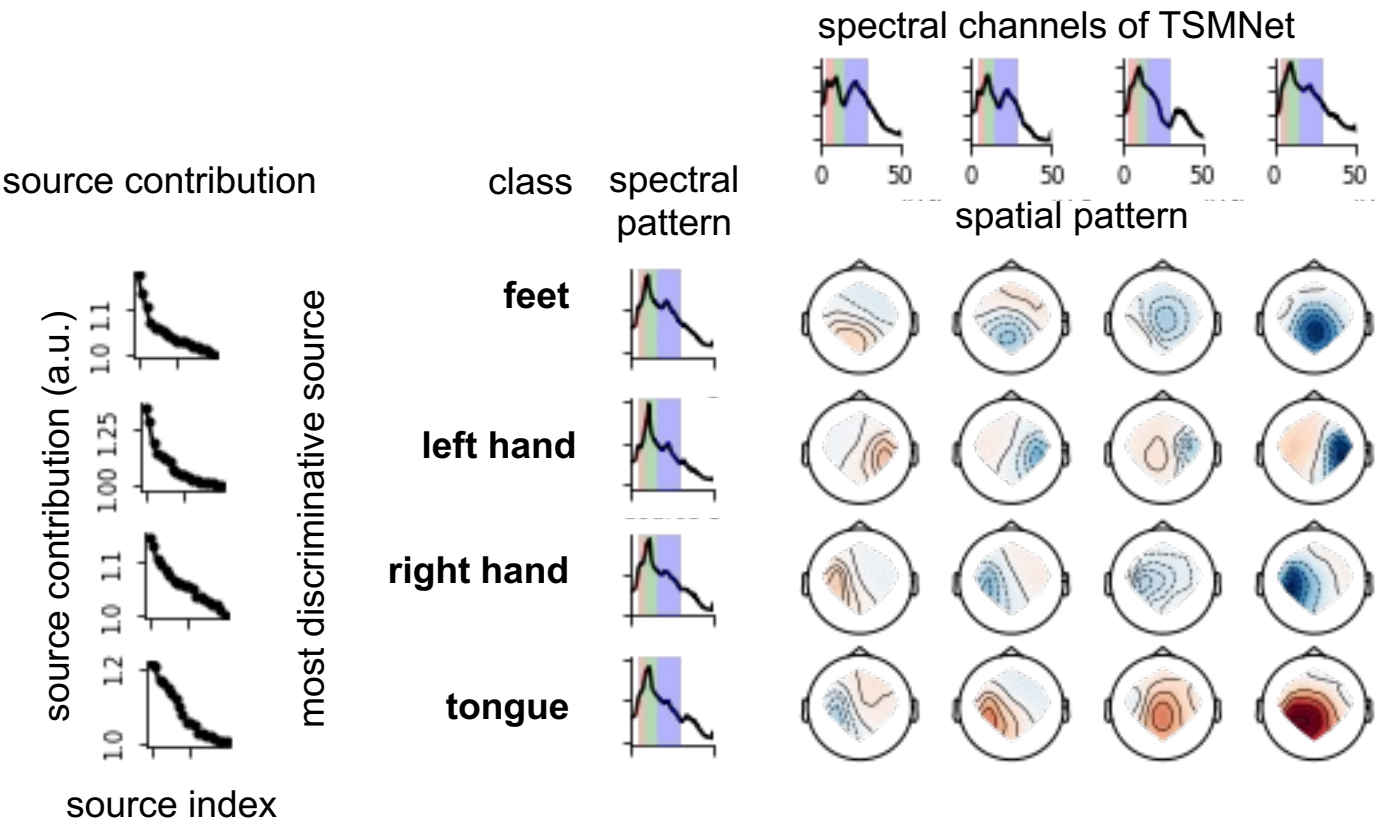 spectral channels of TSMNet
0 50
0 50
0 50
0 50
source contribution
class
spectral
pattern
spatial pattern
source contribution (a.u.)
most discriminative source
1.1
1.0
feet
1.25
1.00
left hand
1.1
1.0
right hand
1.2
1.0
tongue
source index